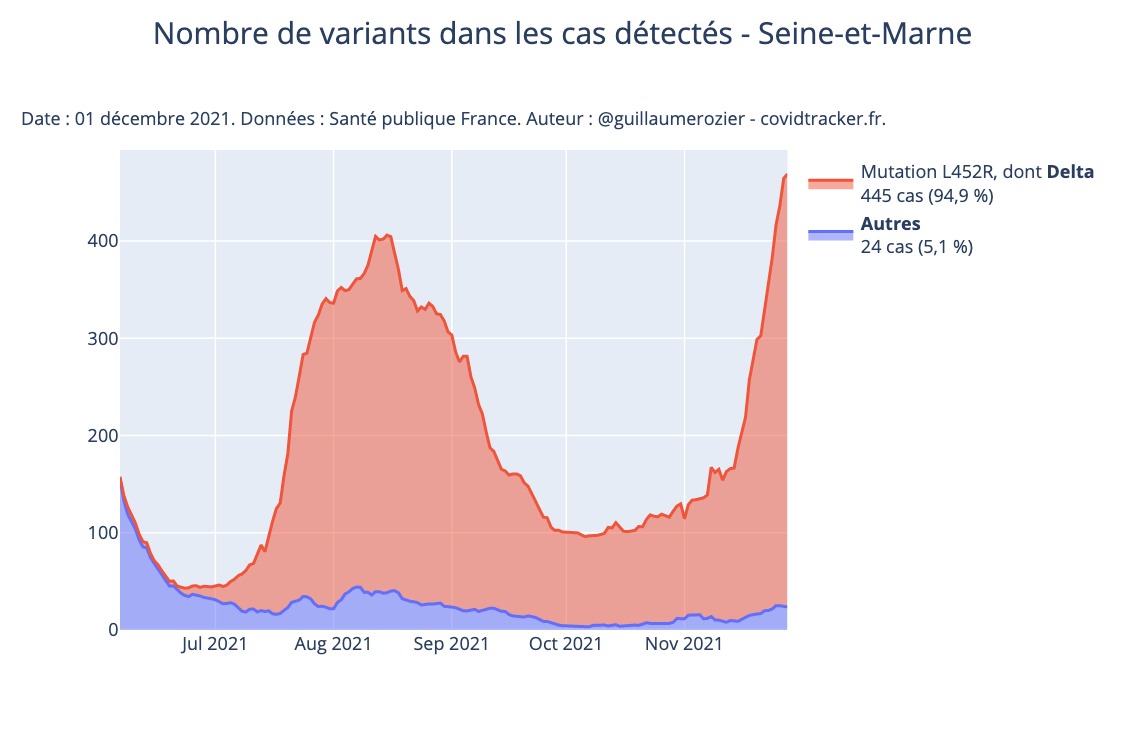 Nombre de variants dans les cas détectés - Seine-et-Marne
Date : 01 décembre 2021. Données : Santé publique France. Auteur : @guillaumerozier - covidtracker.fr.
Mutation L452R, dont Delta
445 cas (94,9 %)
Autres
24 cas (5,1 %)
400
300
200
100
0
Jul 2021
Aug 2021
Sep 2021
Oct 2021
Nov 2021